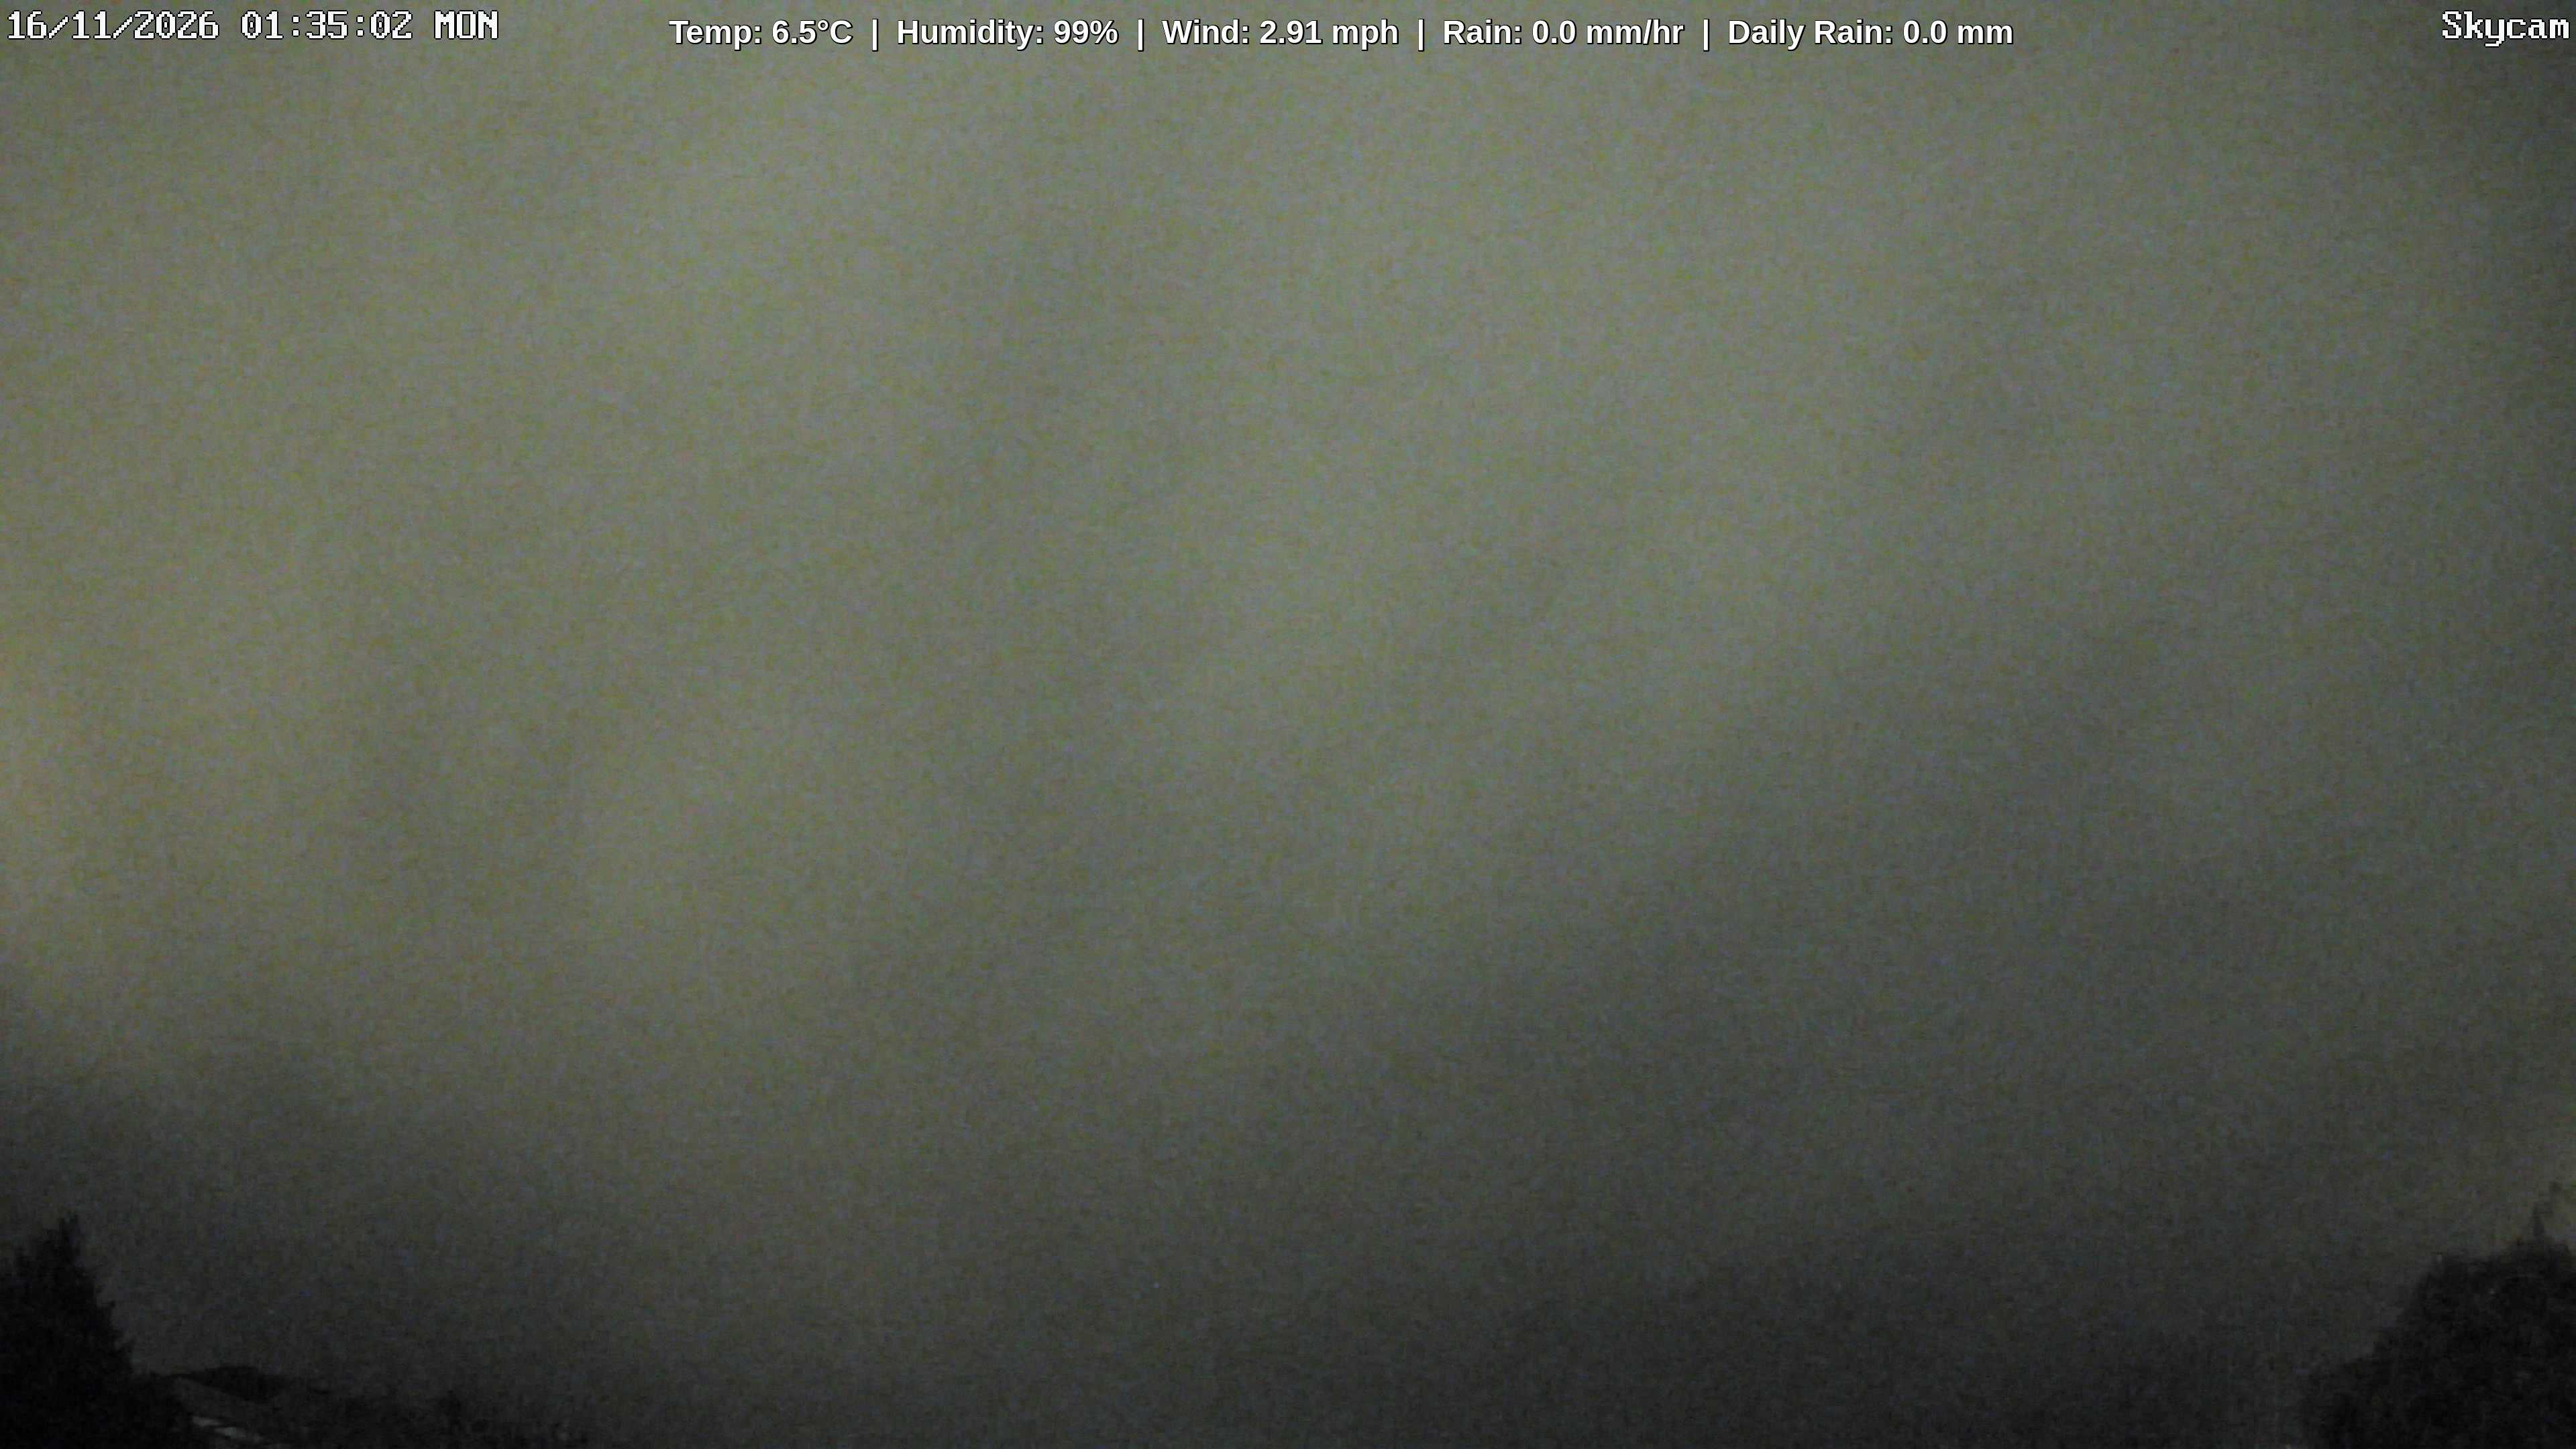 16/11/2026 01:35:02 MON
Temp: 6.5°C | Humidity: 99% | Wind: 2.91 mph | Rain: 0.0 mm/hr | Daily Rain: 0.0 mm
Skycam